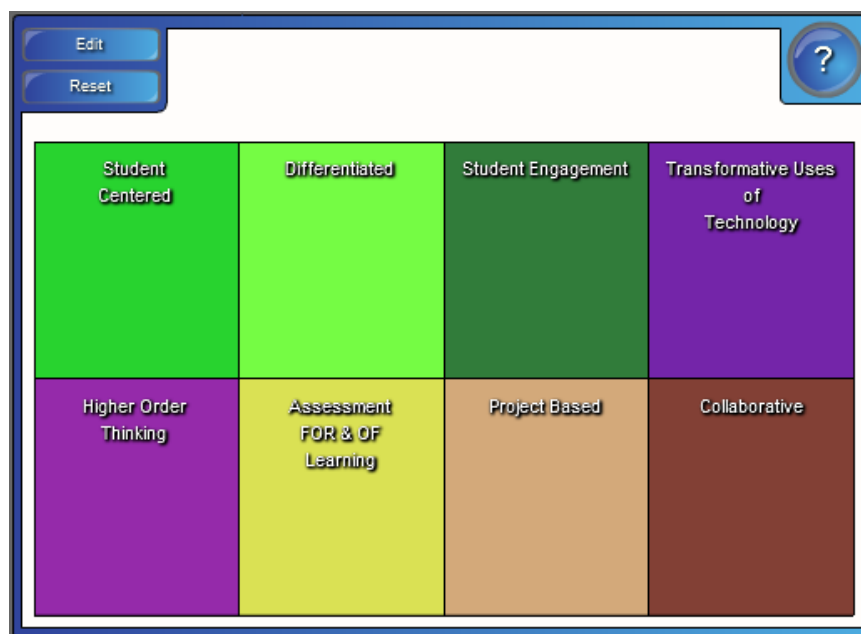 Edit
Reset
?
Student
Centered
Differentiated
Student Engagement
Transformative Uses
of
Technology
Higher Order
Thinking
Assessment
FOR & OF
Learning
Project Based
Collaborative